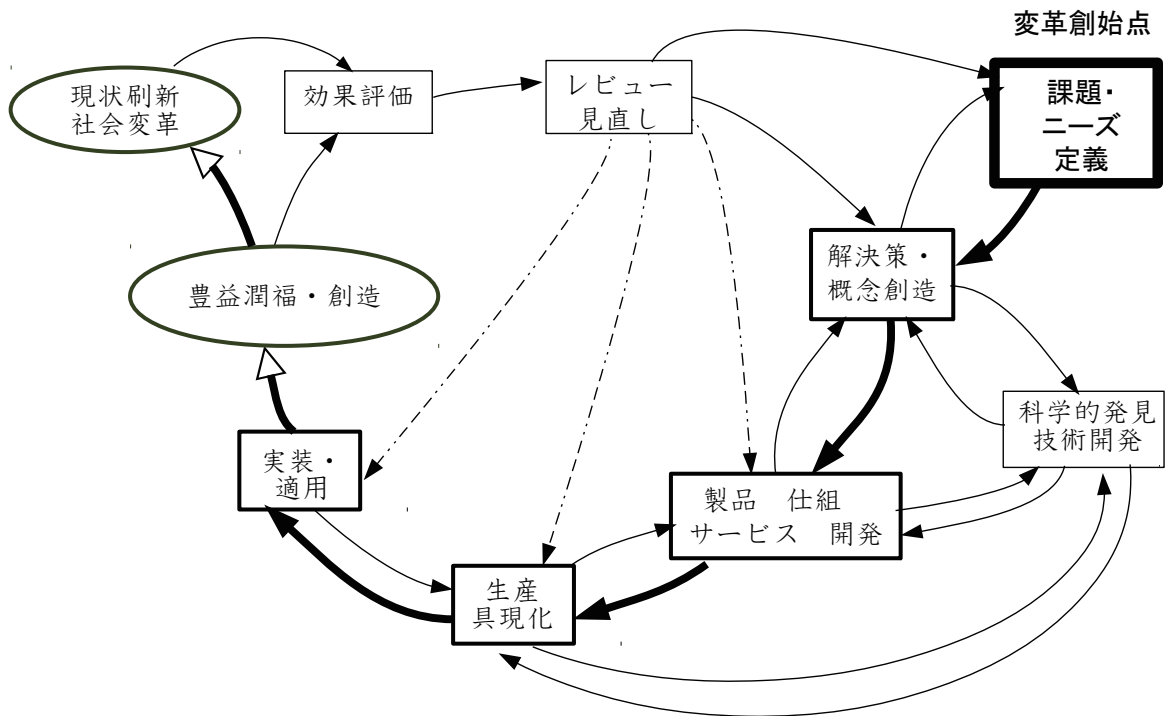 変革創始点
現状刷新
社会変革
効果評価
レビュー
見直し
課題・
ニーズ
定義
解決策・
概念創造
豊益潤福・創造
科学的発見
技術開発
実装・
適用
製品　仕組
サービス　開発
生産
具現化